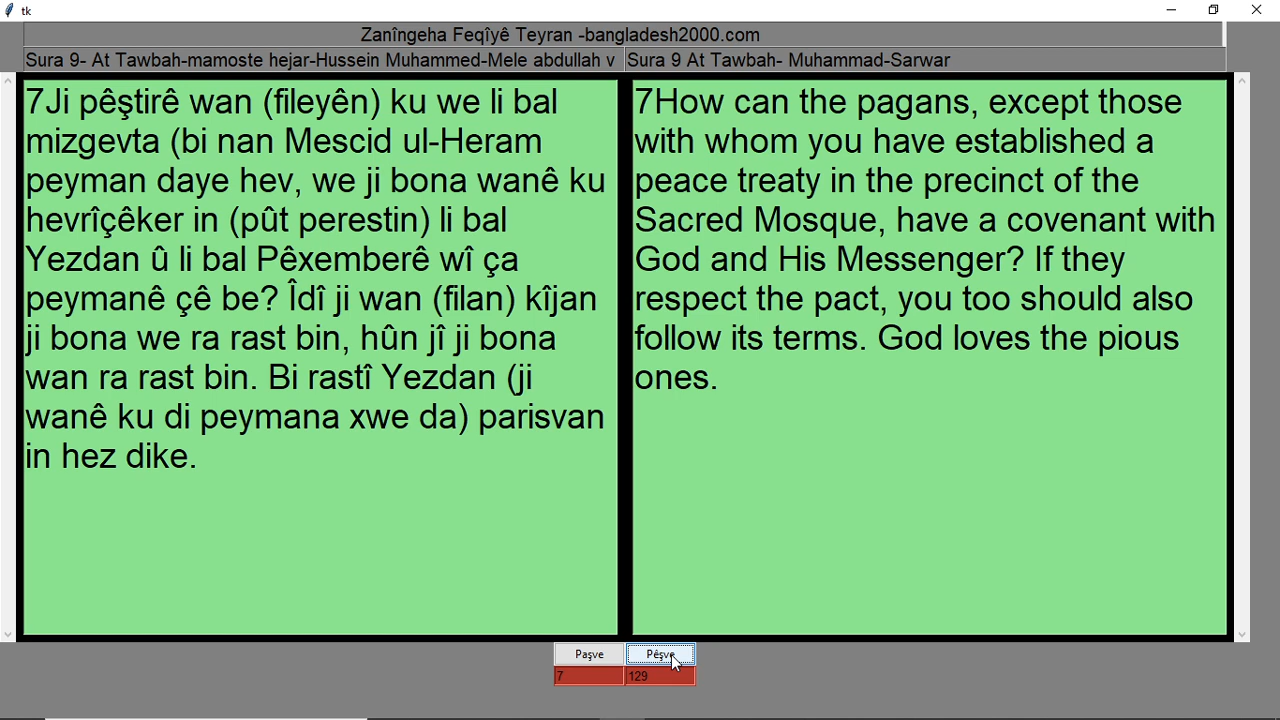 tk
Zanîngeha Feqîyê Teyran -bangladesh2000.com
Sura 9- At Tawbah-mamoste hejar-Hussein Muhammed-Mele abdullah v
Sura 9 At Tawbah- Muhammad-Sarwar
7Ji pêştirê wan (fileyên) ku we li bal
mizgevta (bi nan Mescid ul-Heram
peyman daye hev, we ji bona wanê ku
hevrîçêker in (pût perestin) li bal
Yezdan û li bal Pêxemberê wî ça
peymanê çê be? Îdî ji wan (filan) kîjan
ji bona we ra rast bin, hûn jî ji bona
wan ra rast bin. Bi rastî Yezdan (ji
wanê ku di peymana xwe da) parisvan
in hez dike.
7How can the pagans, except those
with whom you have established a
peace treaty in the precinct of the
Sacred Mosque, have a covenant with
God and His Messenger? If they
respect the pact, you too should also
follow its terms. God loves the pious
ones.
Paşve
Pêşve
7
129